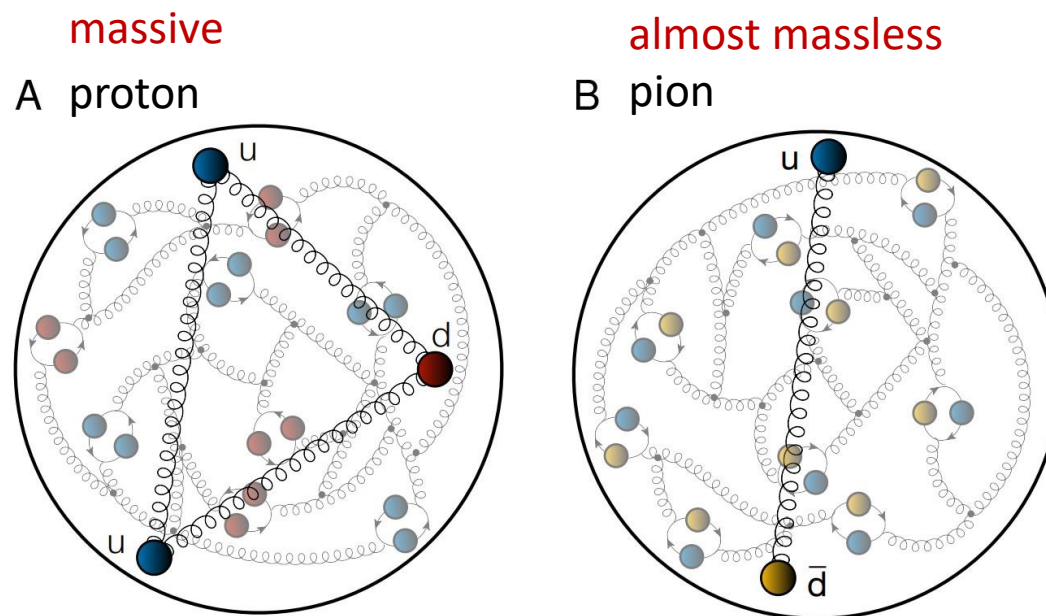 massive
A proton
u
d
u
almost massless
B pion
u
d̅